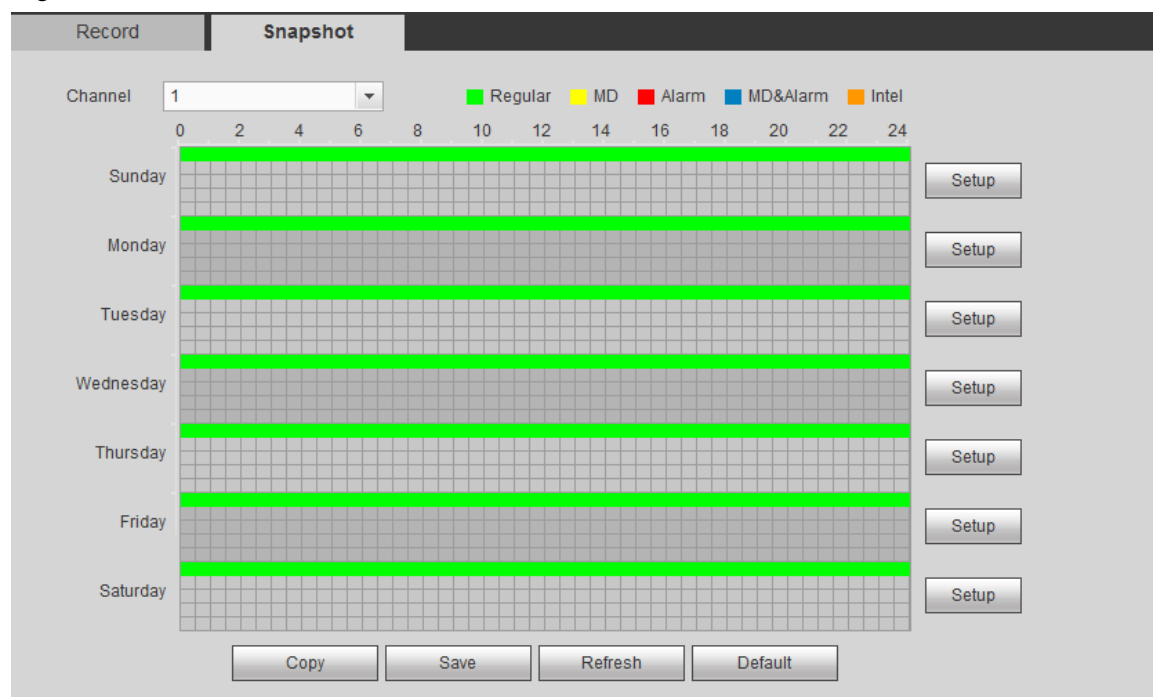 Record Snapshot
Channel 1 Regular MD Alarm MD&Alarm Intel
0 2 4 6 8 10 12 14 16 18 20 22 24
Sunday Setup
Monday Setup
Tuesday Setup
Wednesday Setup
Thursday Setup
Friday Setup
Saturday Setup
Copy Save Refresh Default